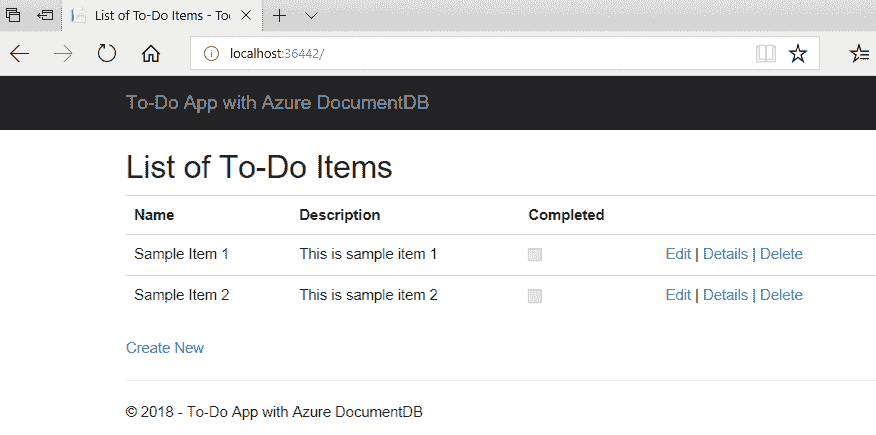 List of To-Do Items - Toc
localhost:36442/
To-Do App with Azure DocumentDB
List of To-Do Items
Name Description Completed
Sample Item 1 This is sample item 1 Edit | Details | Delete
Sample Item 2 This is sample item 2 Edit | Details | Delete
Create New
© 2018 - To-Do App with Azure DocumentDB